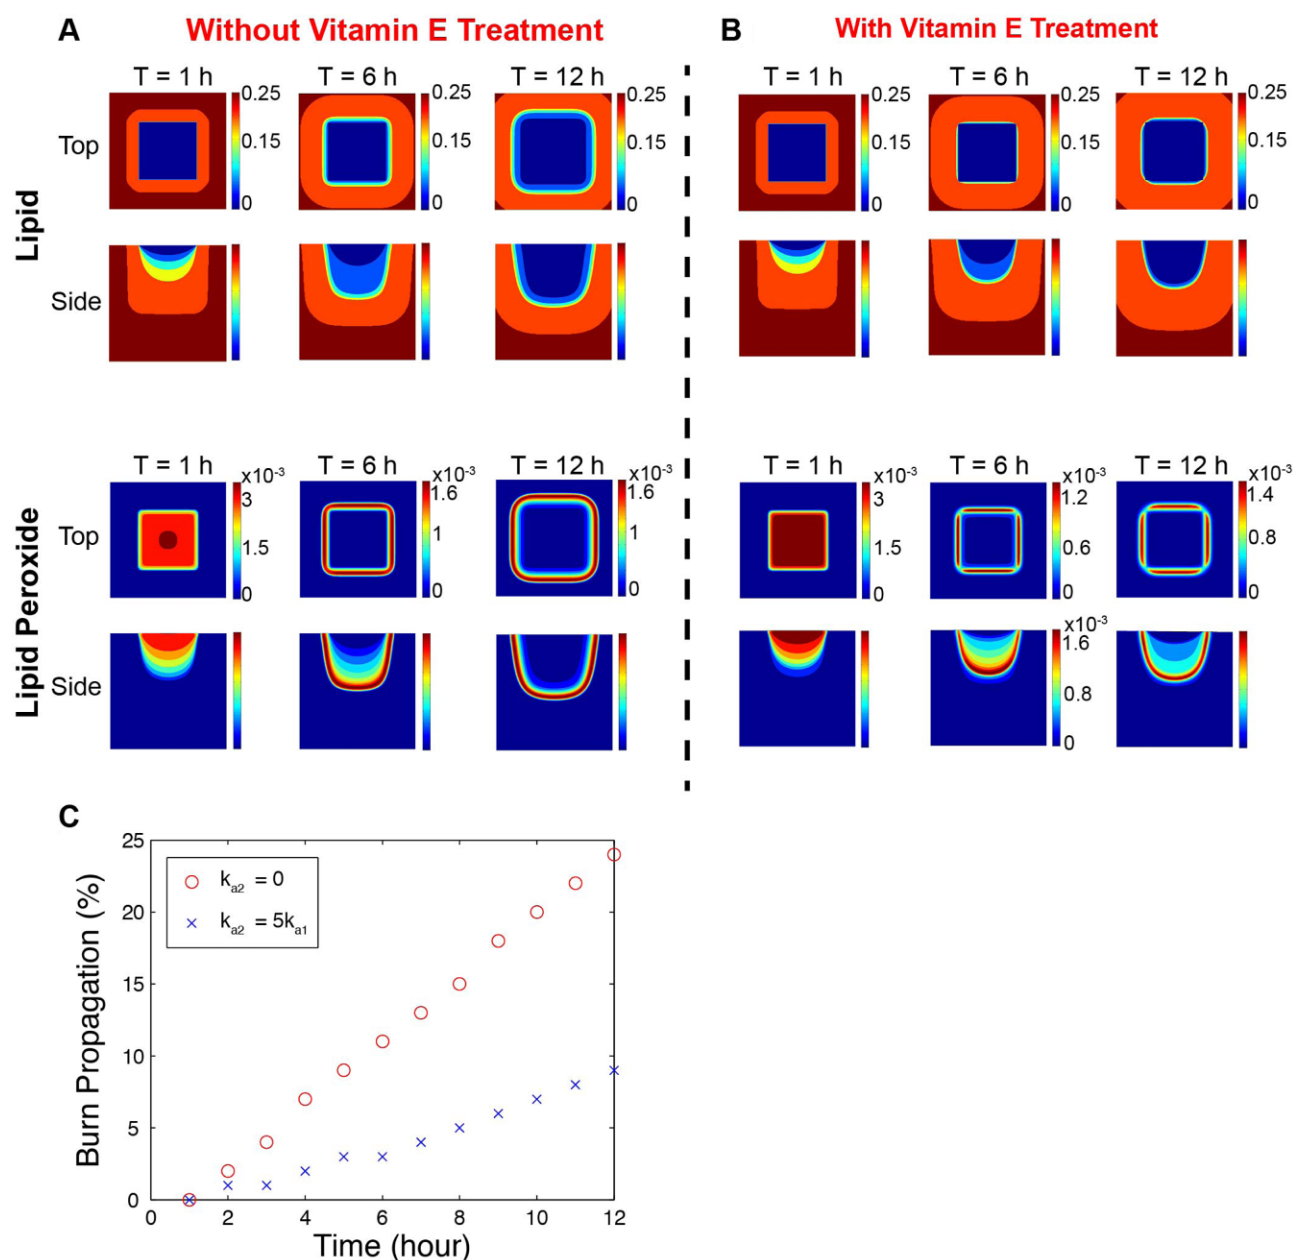 A Without Vitamin E Treatment
T = 1 h T = 6 h T = 12 h
Lipid
Top
0.25
0.15
0
0.25
0.15
0
0.25
0.15
0
Side
Lipid Peroxide
T = 1 h T = 6 h T = 12 h
Top
x10-3
3
1.5
0
x10-3
1.6
1
0
x10-3
1.6
1
0
Side
B With Vitamin E Treatment
T = 1 h T = 6 h T = 12 h
0.25
0.15
0
0.25
0.15
0
0.25
0.15
0
T = 1 h T = 6 h T = 12 h
x10-3
3
1.5
0
x10-3
1.2
0.6
0
x10-3
1.4
0.8
0
x10-3
1.6
0.8
0
C
Burn Propagation (%)
25
20
15
10
5
0
ka2 = 0
ka2 = 5ka1
0 2 4 6 8 10 12
Time (hour)